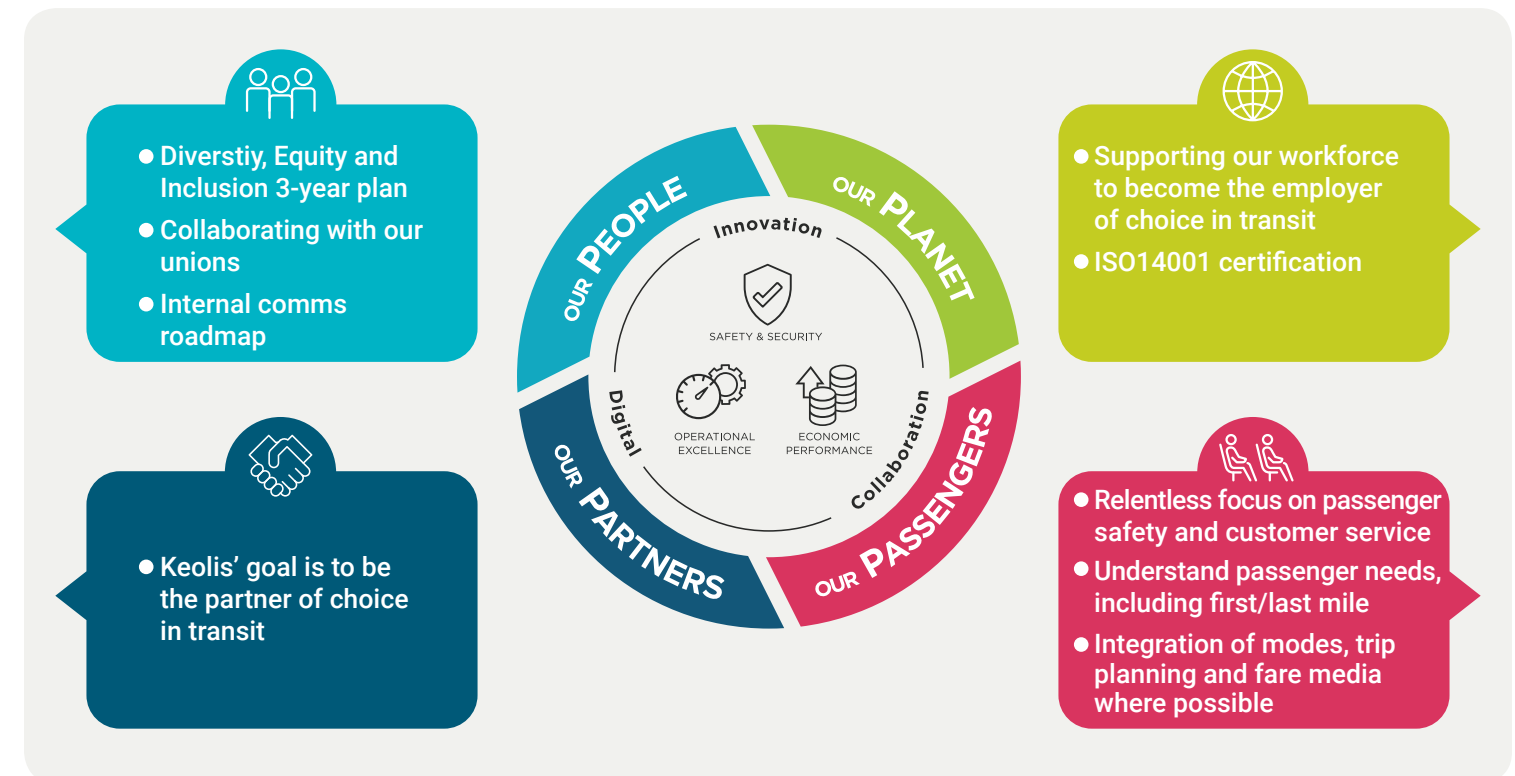 ● Diverstiy, Equity and
Inclusion 3-year plan
● Collaborating with our
unions
● Internal comms
roadmap
● Keolis’ goal is to be
the partner of choice
in transit
OUR PEOPLE
OUR PLANET
OUR PARTNERS
OUR PASSENGERS
Innovation
Digital
Collaboration
SAFETY & SECURITY
OPERATIONAL
EXCELLENCE
ECONOMIC
PERFORMANCE
● Supporting our workforce
to become the employer
of choice in transit
● ISO14001 certification
● Relentless focus on passenger
safety and customer service
● Understand passenger needs,
including first/last mile
● Integration of modes, trip
planning and fare media
where possible